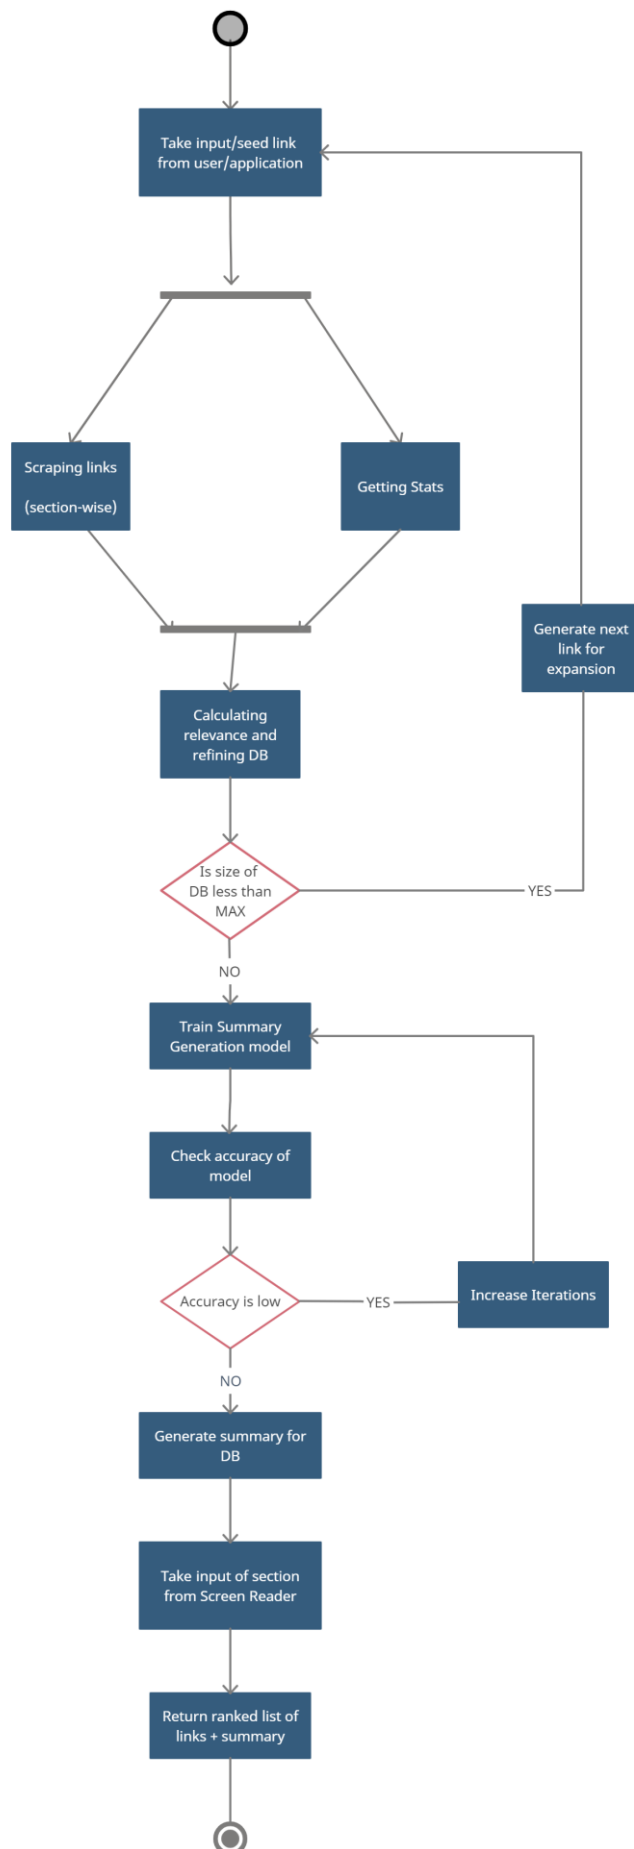 Take input/seed link
from user/application
Scraping links
(section-wise)
Getting Stats
Generate next
link for
expansion
Calculating
relevance and
refining DB
Is size of
DB less than
MAX
YES
NO
Train Summary
Generation model
Check accuracy of
model
Accuracy is low
YES
Increase Iterations
NO
Generate summary for
DB
Take input of section
from Screen Reader
Return ranked list of
links + summary